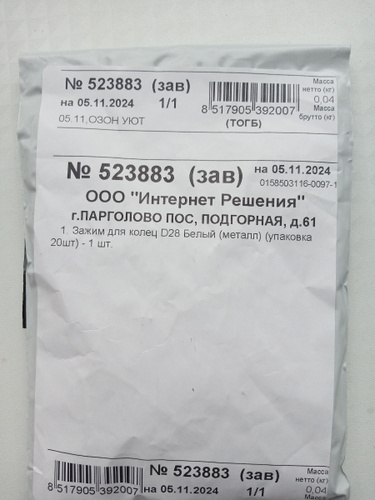 № 523883 (зав)
на 05.11.2024 1/1
05.11,ОЗОН УЮТ
8 517905 392007
(ТОГБ)
Масса
нетто (кг)
0,04
Масса
брутто (кг)
№ 523883 (зав) на 05.11.2024
0158503116-0097-1
ООО "Интернет Решения"
г.ПАРГОЛОВО ПОС, ПОДГОРНАЯ, д.61
1. Зажим для колец D28 Белый (металл) (упаковка
20шт) - 1 шт.
8 517905 392007
№ 523883 (зав)
на 05.11.2024 1/1
Масса
нетто (кг)
0,04
Масса